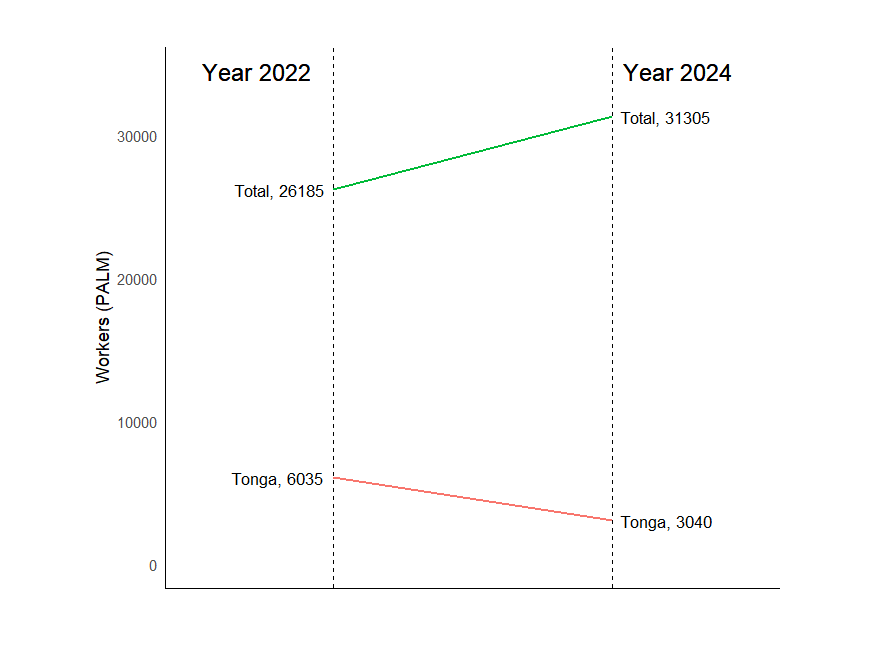 Year 2022
Year 2024
Total, 31305
30000
Total, 26185
20000
Workers (PALM)
10000
Tonga, 6035
Tonga, 3040
0